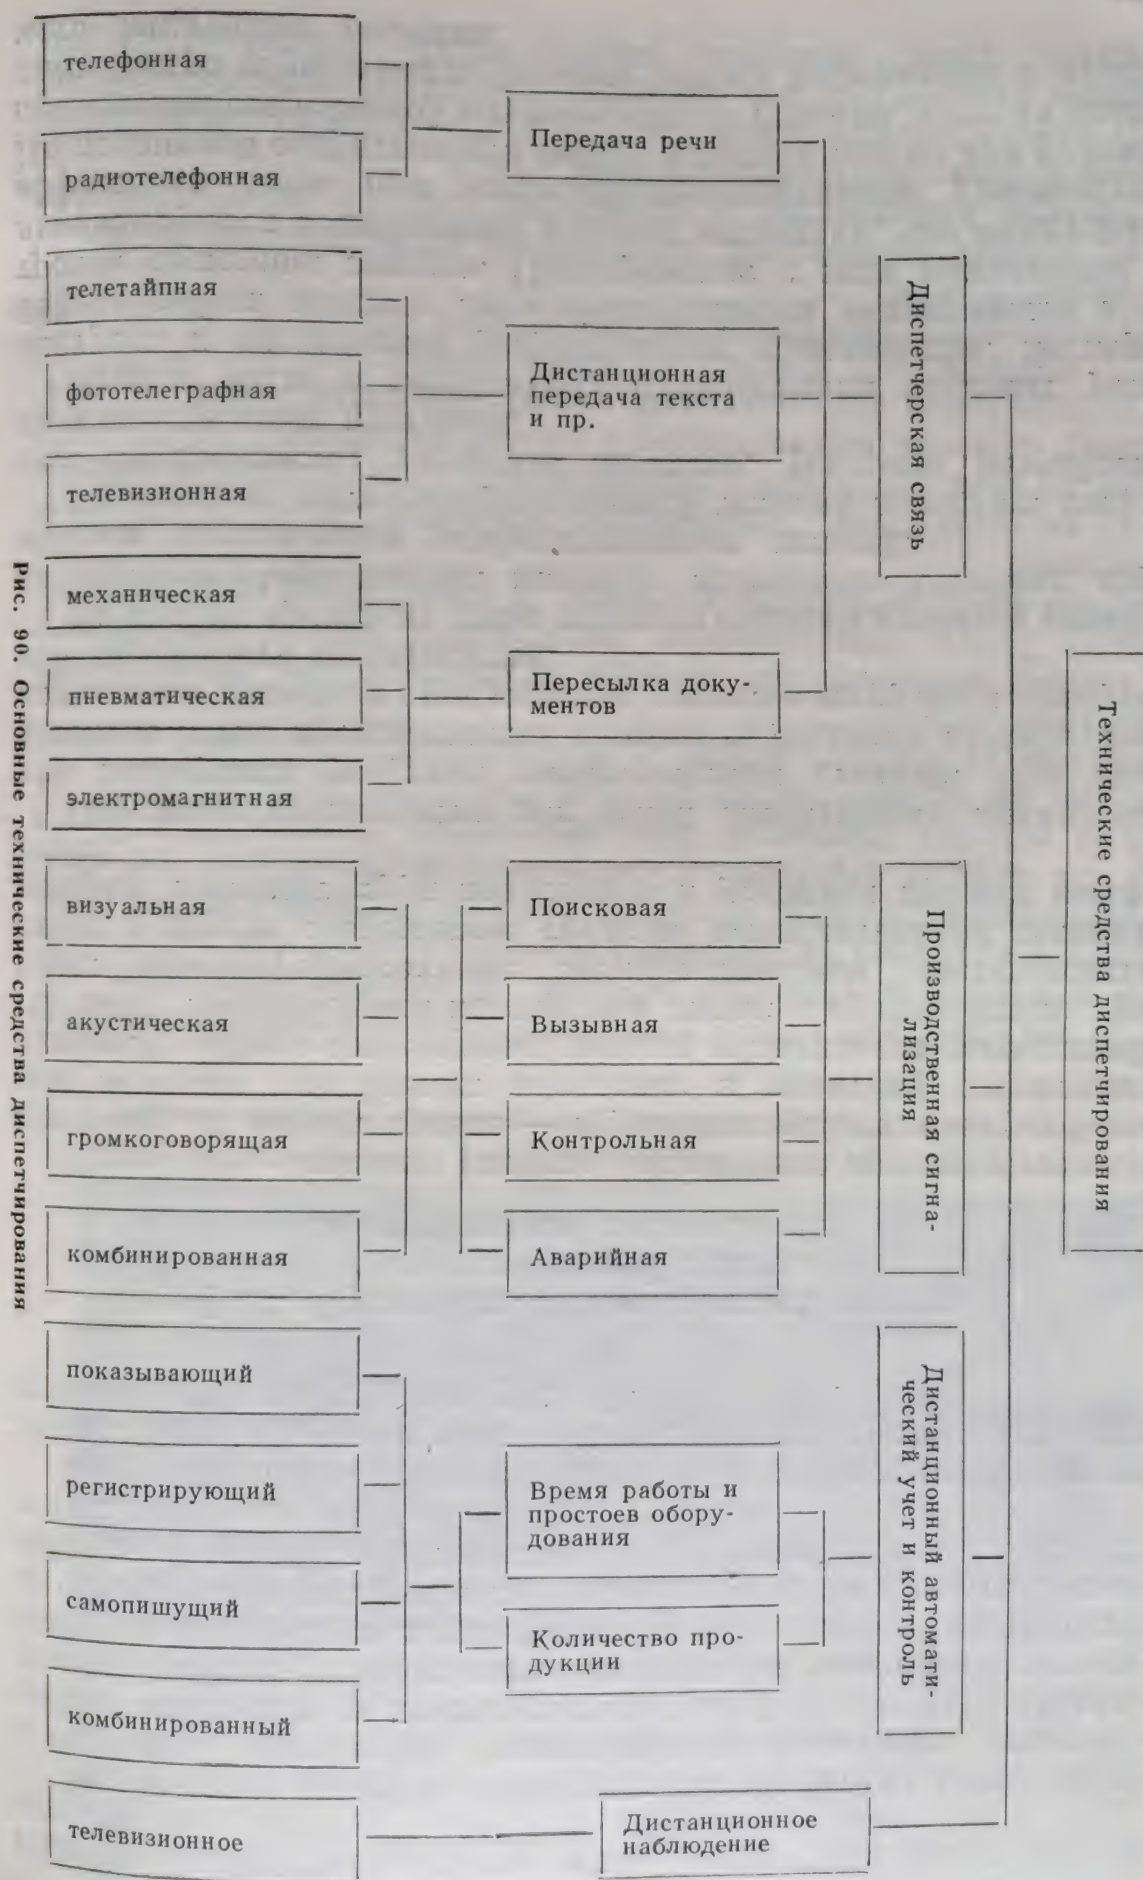 телефонная
радиотелефонная
Передача речи
телетайпная
фототелеграфная
телевизионная
Дистанционная
передача текста
и пр.
механическая
пневматическая
электромагнитная
Пересылка доку-
ментов
Диспетчерская связь
визуальная
акустическая
громкоговорящая
комбинированная
Поисковая
Вызывная
Контрольная
Аварийная
Производственная сигна-
лизация
показывающий
регистрирующий
самопишущий
комбинированный
Время работы и
простоев обору-
дования
Количество про-
дукции
Дистанционный автомати-
ческий учет и контроль
телевизионное
Дистанционное
наблюдение
Технические средства диспетчирования
Рис. 90. Основные технические средства диспетчирования